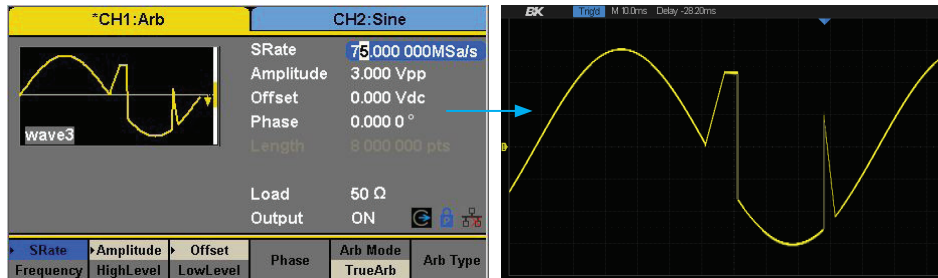 *CH1:Arb
CH2:Sine
wave3
SRate 75.000 000MSa/s
Amplitude 3.000 Vpp
Offset 0.000 Vdc
Phase 0.000 0 °
Length 8 000 000 pts
Load 50 Ω
Output ON
SRate Amplitude Offset Phase Arb Mode Arb Type
Frequency HighLevel LowLevel TrueArb
BK Trig'd M 10.0ms Delay -28.20ms